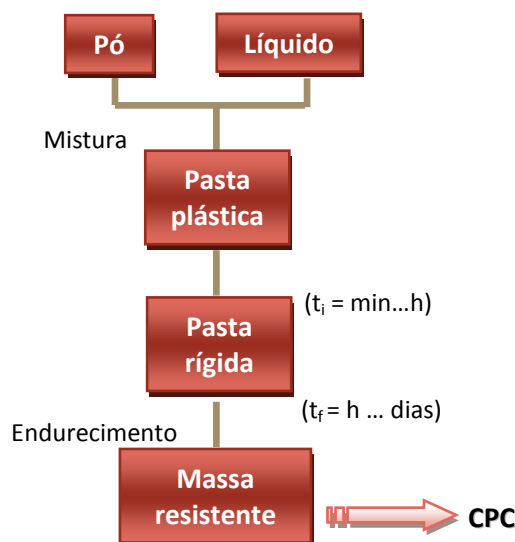 Pó
Líquido
Mistura
Pasta
plástica
(tᵢ = min...h)
Pasta
rígida
(t_f = h ... dias)
Endurecimento
Massa
resistente
CPC